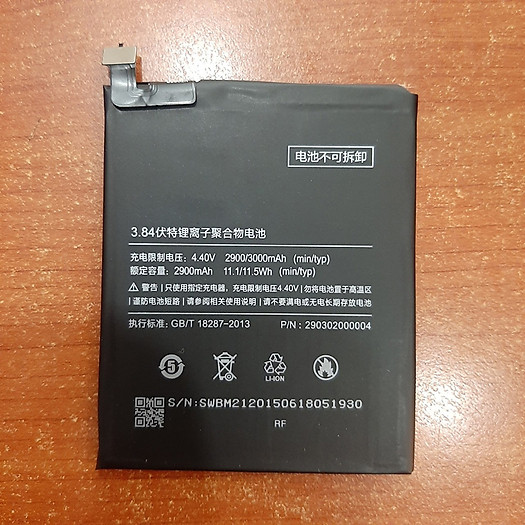 电池不可拆卸
3.84伏特锂离子聚合物电池
充电限制电压：4.40V 2900/3000mAh (min/typ)
额定容量：2900mAh 11.1/11.5Wh (min/typ)
⚠ 警告 | 只使用指定充电器，充电限制电压4.40V | 勿将电池置于高温区
| 谨防电池短路 | 请参阅相关使用说明 | 请不要满电或无电长期存放电池
执行标准：GB/T 18287-2013 P/N : 290302000004
5
LI-ION
S/N:SWBM2120150618051930
RF